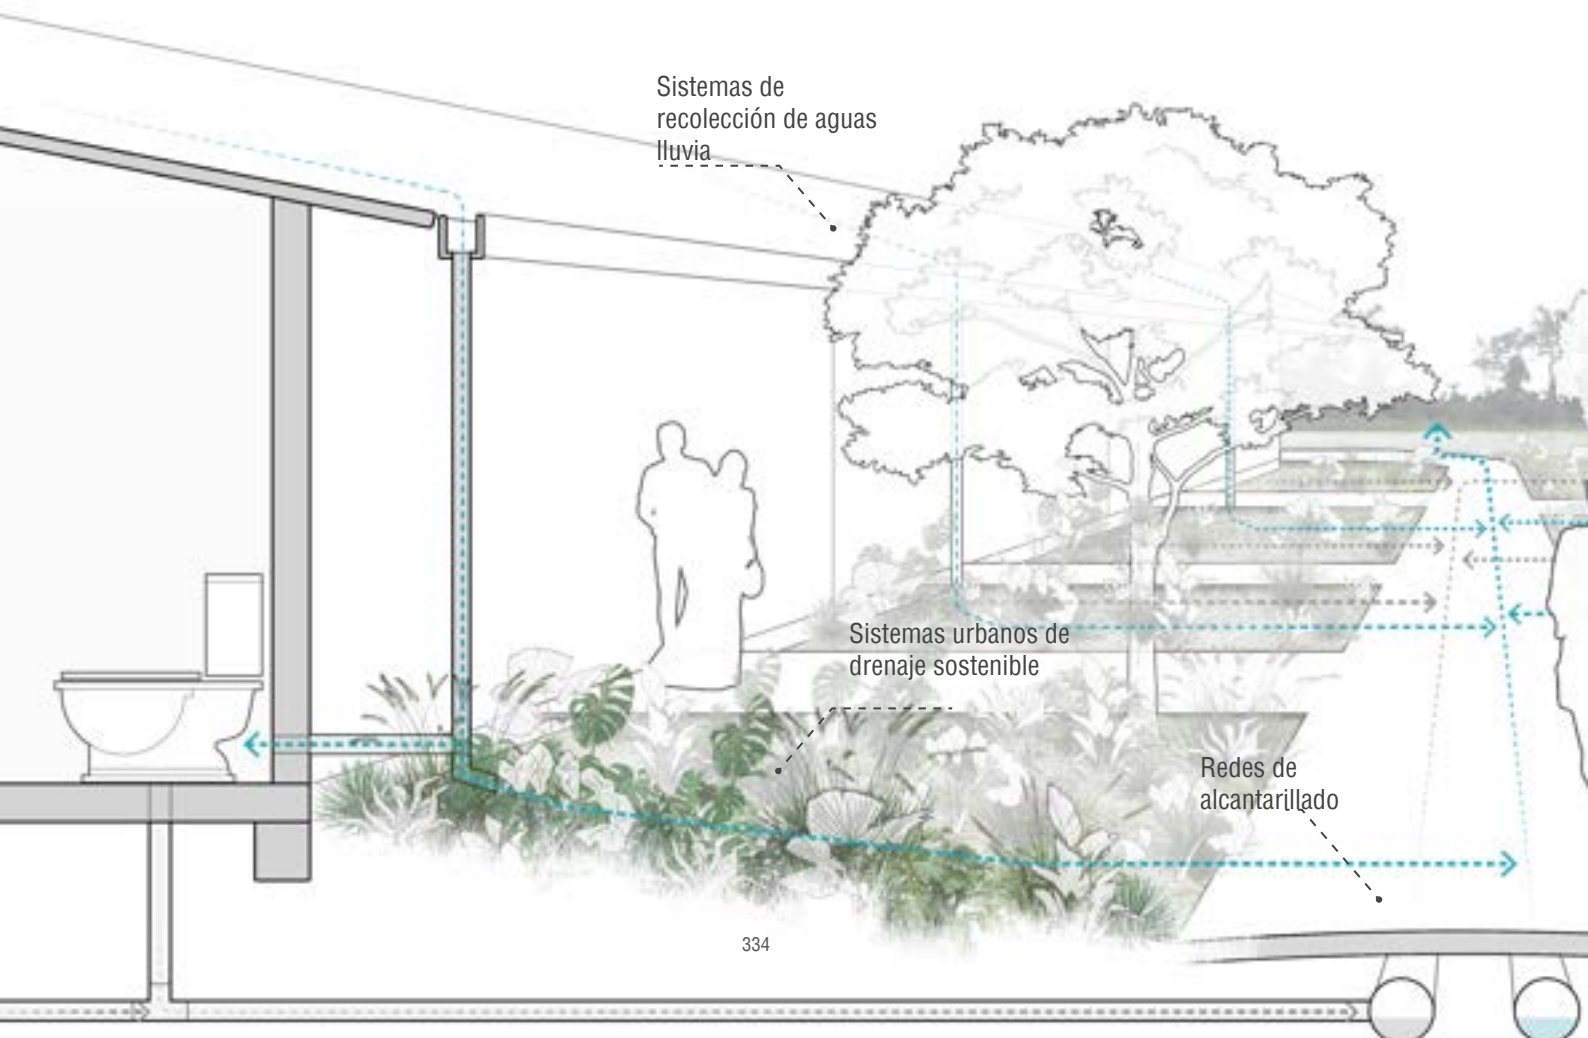 Sistemas de
recolección de aguas
lluvia
Sistemas urbanos de
drenaje sostenible
Redes de
alcantarillado
334